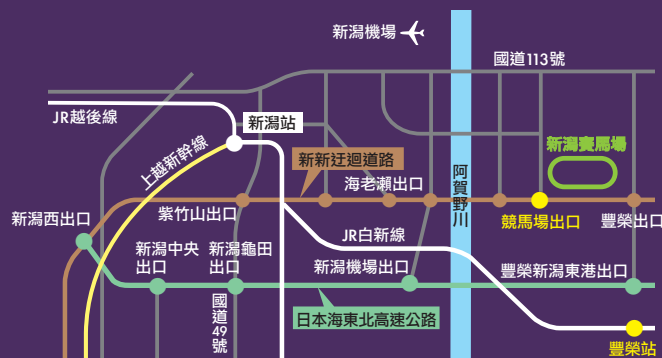 新潟機場
國道113號
JR越後線
新潟站
新潟賽馬場
上越新幹線
新新迂迴道路
海老瀨出口
阿賀野川
新潟西出口
紫竹山出口
競馬場出口
豐榮出口
JR白新線
新潟中央
出口
新潟龜田
出口
新潟機場出口
豐榮新潟東港出口
國道49號
日本海東北高速公路
豐榮站